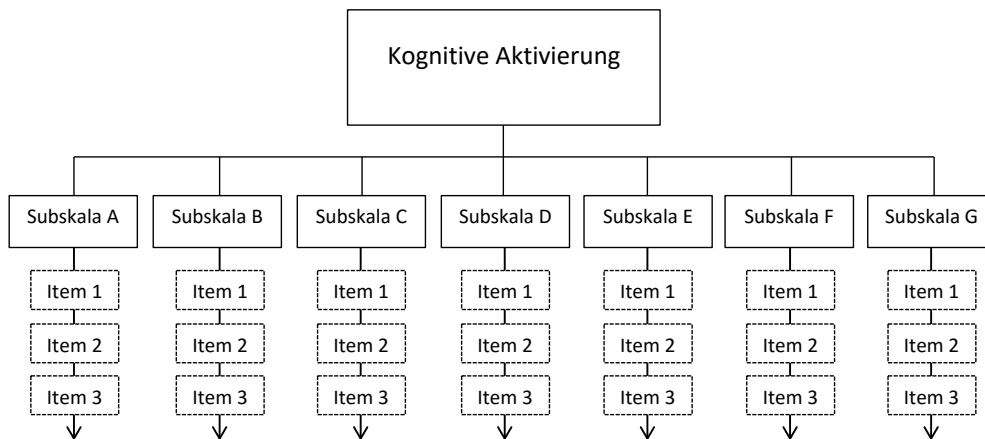 Kognitive Aktivierung
Subskala A Subskala B Subskala C Subskala D Subskala E Subskala F Subskala G
Item 1 Item 1 Item 1 Item 1 Item 1 Item 1 Item 1
Item 2 Item 2 Item 2 Item 2 Item 2 Item 2 Item 2
Item 3 Item 3 Item 3 Item 3 Item 3 Item 3 Item 3